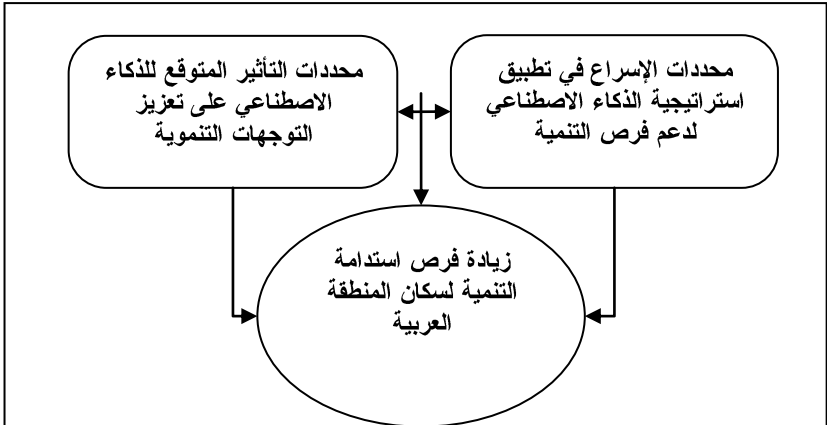 محددات الإسراع في تطبيق
استراتيجية الذكاء الاصطناعي
لدعم فرص التنمية
محددات التأثير المتوقع للذكاء
الاصطناعي على تعزيز
التوجهات التنموية
زيادة فرص استدامة
التنمية لسكان المنطقة
العربية